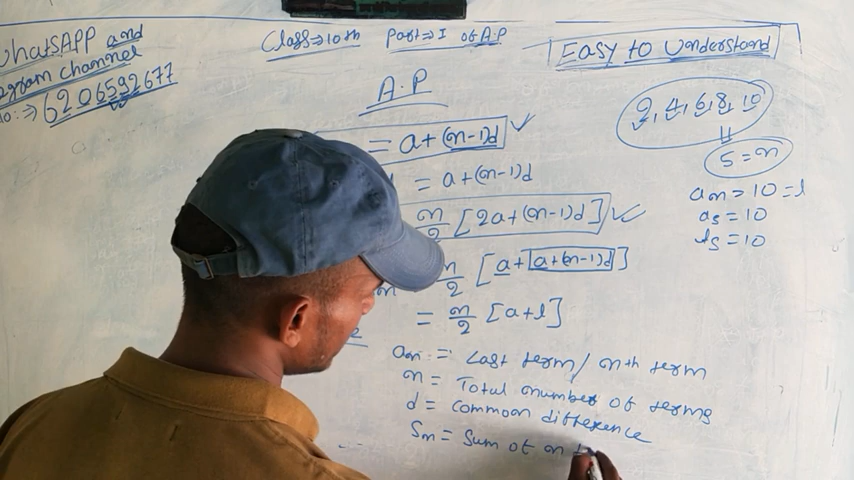 WhatsAPP and
egram channel
no: => 6206592677
Class=>10th Part=>I of A.P
Easy to Understand
A.P
= a+(n-1)d ✓
= a+(n-1)d
n/2 [2a+(n-1)d] ✓
n/2 [a+a+(n-1)d]
= n/2 [a+l]
an = Last term/nth term
n = Total number of terms
d = common difference
Sn = Sum of n t
2, 4, 6, 8, 10
5 = n
an = 10 = l
a5 = 10
l5 = 10